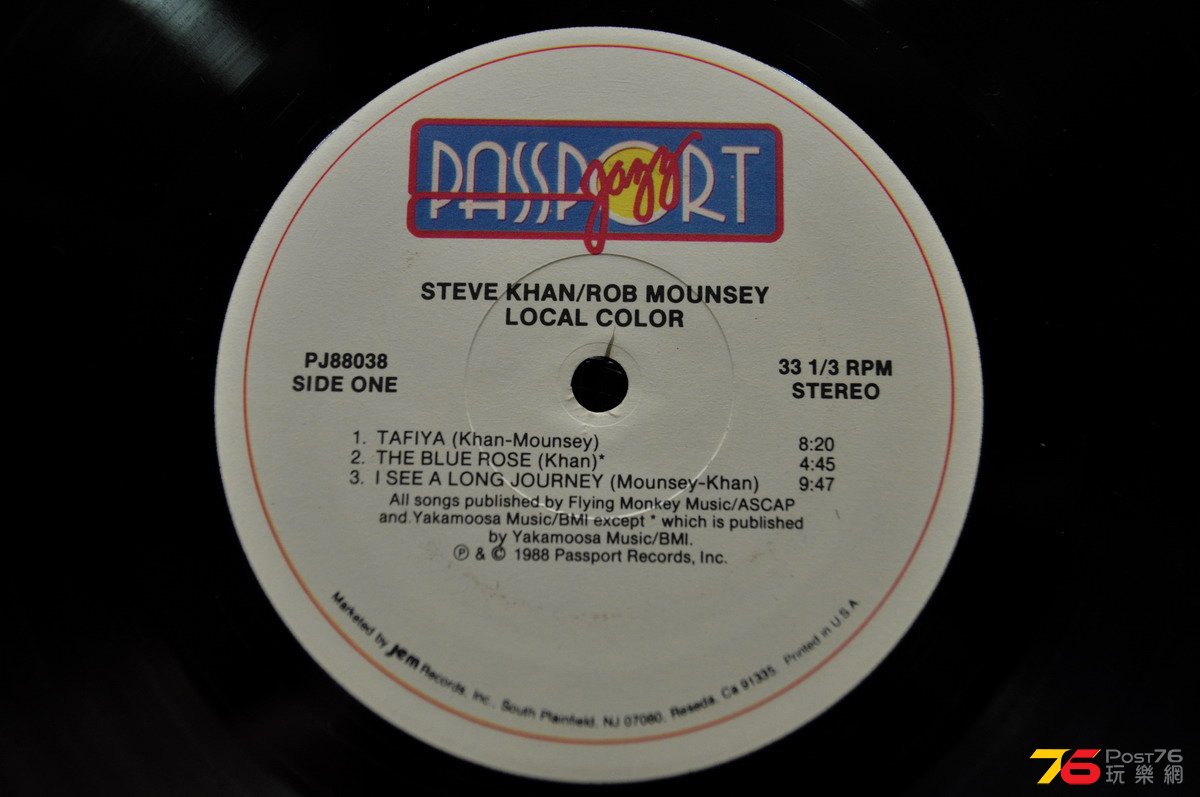 PASSPORT
jazz
STEVE KHAN/ROB MOUNSEY
LOCAL COLOR
PJ88038
SIDE ONE
33 1/3 RPM
STEREO
1. TAFIYA (Khan-Mounsey) 8:20
2. THE BLUE ROSE (Khan)* 4:45
3. I SEE A LONG JOURNEY (Mounsey-Khan) 9:47
All songs published by Flying Monkey Music/ASCAP
and Yakamoosa Music/BMI except * which is published
by Yakamoosa Music/BMI.
Ⓟ & © 1988 Passport Records, Inc.
Marketed by jem Records, Inc., South Plainfield, NJ 07080, Reseda, Ca 91335 Printed in U.S.A.
76 POST76
玩樂網